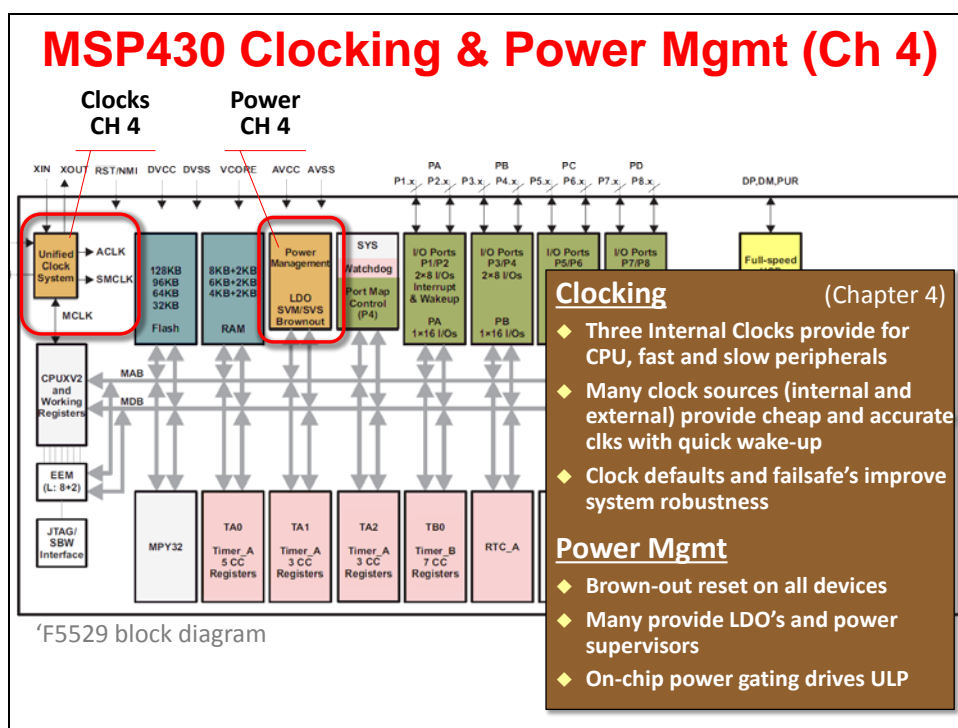 MSP430 Clocking & Power Mgmt (Ch 4)
Clocks
CH 4
Power
CH 4
XIN
XOUT
RST/NMI
DVCC
DVSS
VCORE
AVCC
AVSS
PA
P1.x
P2.x
PB
P3.x
P4.x
PC
P5.x
P6.x
PD
P7.x
P8.x
DP,DM,PUR
Unified
Clock
System
ACLK
SMCLK
MCLK
128KB
96KB
64KB
32KB
Flash
8KB+2KB
6KB+2KB
4KB+2KB
RAM
Power
Management
LDO
SVM/SVS
Brownout
SYS
Watchdog
Port Map
Control
(P4)
I/O Ports
P1/P2
2×8 I/Os
Interrupt
& Wakeup
PA
1×16 I/Os
I/O Ports
P3/P4
2×8 I/Os
PB
1×16 I/Os
I/O Ports
P5/P6
I/O Ports
P7/P8
Full-speed
CPUXV2
and
Working
Registers
MAB
MDB
EEM
(L: 8+2)
JTAG/
SBW
Interface
MPY32
TA0
Timer_A
5 CC
Registers
TA1
Timer_A
3 CC
Registers
TA2
Timer_A
3 CC
Registers
TB0
Timer_B
7 CC
Registers
RTC_A
‘F5529 block diagram
Clocking (Chapter 4)
Three Internal Clocks provide for
CPU, fast and slow peripherals
Many clock sources (internal and
external) provide cheap and accurate
clks with quick wake-up
Clock defaults and failsafe’s improve
system robustness
Power Mgmt
Brown-out reset on all devices
Many provide LDO’s and power
supervisors
On-chip power gating drives ULP